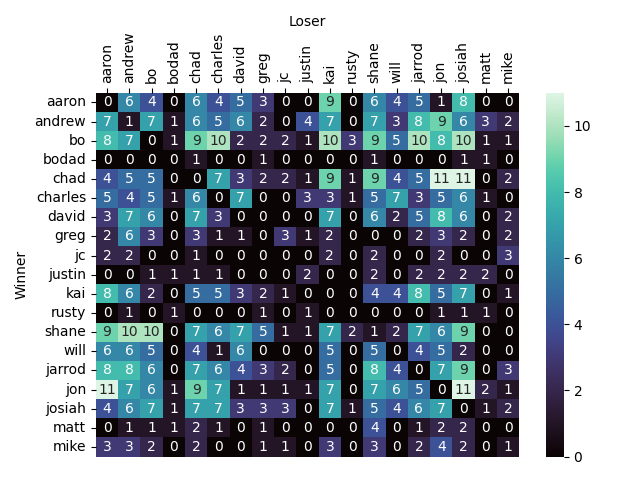 Loser
aaron andrew bo bodad chad charles david greg jc justin kai rusty shane will jarrod jon josiah matt mike
Winner
aaron 0 6 4 0 6 4 5 3 0 0 9 0 6 4 5 1 8 0 0
andrew 7 1 7 1 6 5 6 2 0 4 7 0 7 3 8 9 6 3 2
bo 8 7 0 1 9 10 2 2 2 1 10 3 9 5 10 8 10 1 1
bodad 0 0 0 0 1 0 0 1 0 0 0 0 1 0 0 0 1 1 0
chad 4 5 5 0 0 7 3 2 2 1 9 1 9 4 5 11 11 0 2
charles 5 4 5 1 6 0 7 0 0 3 3 1 5 7 3 5 6 1 0
david 3 7 6 0 7 3 0 0 0 0 7 0 6 2 5 8 6 0 2
greg 2 6 3 0 3 1 1 0 3 1 2 0 0 0 2 3 2 0 2
jc 2 2 0 0 1 0 0 0 0 0 2 0 2 0 0 2 0 0 3
justin 0 0 1 1 1 1 0 0 0 2 0 0 2 0 2 2 2 2 0
kai 8 6 2 0 5 5 3 2 1 0 0 0 4 4 8 5 7 0 1
rusty 0 1 0 1 0 0 0 1 0 1 0 0 0 0 0 1 1 1 0
shane 9 10 10 0 7 6 7 5 1 1 7 2 1 2 7 6 9 0 0
will 6 6 5 0 4 1 6 0 0 0 5 0 5 0 4 5 2 0 0
jarrod 8 8 6 0 7 6 4 3 2 0 5 0 8 4 0 7 9 0 3
jon 11 7 6 1 9 7 1 1 1 1 7 0 7 6 5 0 11 2 1
josiah 4 6 7 1 7 7 3 3 3 0 7 1 5 4 6 7 0 1 2
matt 0 1 1 1 2 1 0 1 0 0 0 0 4 0 0 2 2 0 0
mike 3 3 2 0 2 0 0 1 1 0 3 0 3 0 2 4 2 0 1
10
8
6
4
2
0